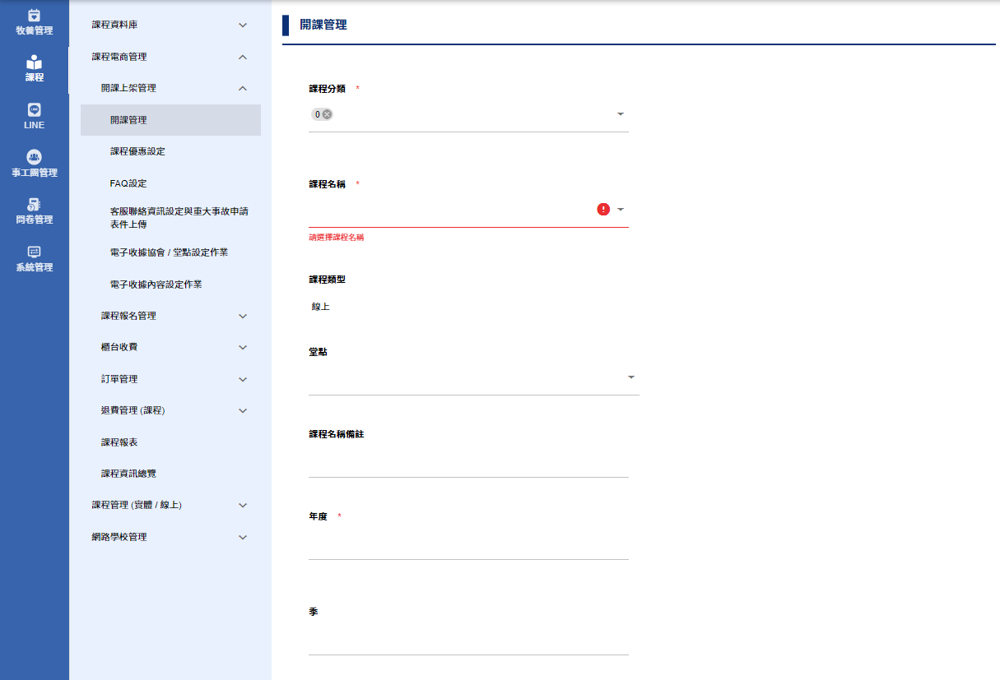 牧養管理
課程
LINE
事工團管理
問卷管理
系統管理
課程資料庫
課程電商管理
開課上架管理
開課管理
課程優惠設定
FAQ設定
客服聯絡資訊設定與重大事故申請
表件上傳
電子收據協會 / 堂點設定作業
電子收據內容設定作業
課程報名管理
櫃台收費
訂單管理
退費管理 (課程)
課程報表
課程資訊總覽
課程管理 (實體 / 線上)
網路學校管理
開課管理
課程分類 *
0
課程名稱 *
請選擇課程名稱
課程類型
線上
堂點
課程名稱備註
年度 *
季